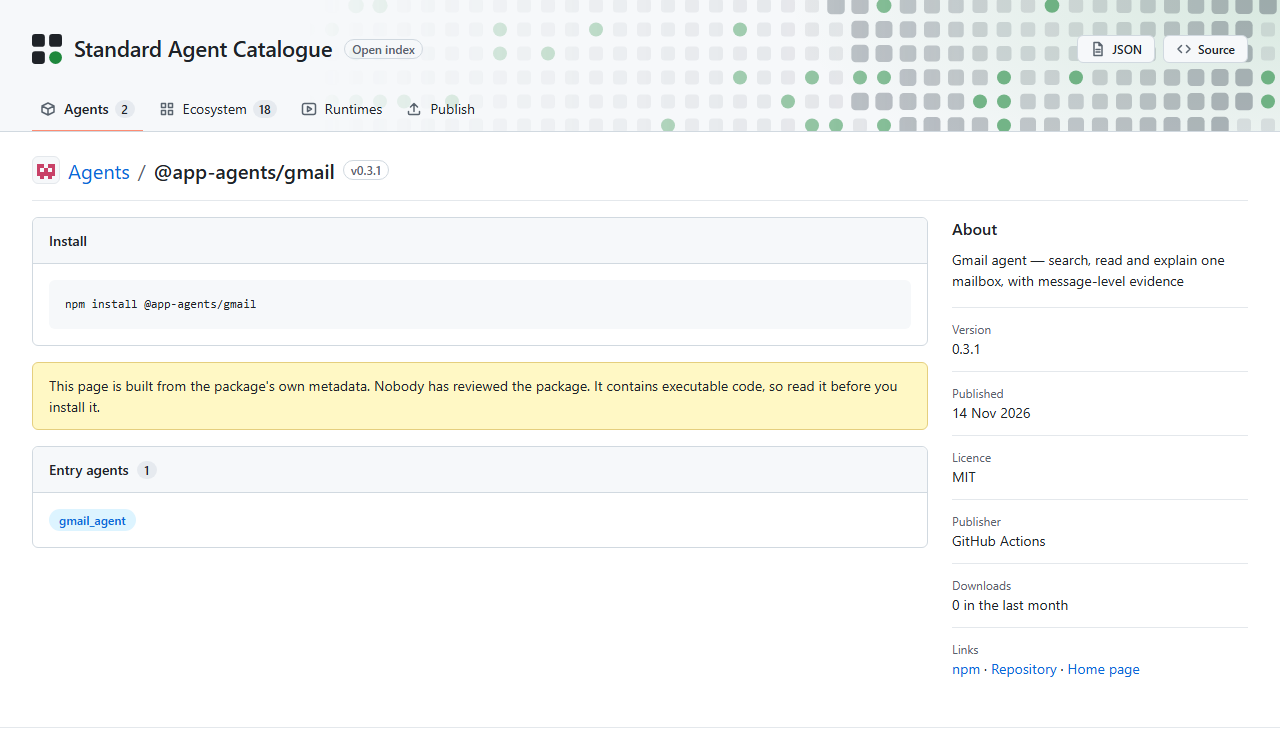 Standard Agent Catalogue
Open index
JSON
Source
Agents 2
Ecosystem 18
Runtimes
Publish
Agents / @app-agents/gmail v0.3.1
Install
npm install @app-agents/gmail
This page is built from the package's own metadata. Nobody has reviewed the package. It contains executable code, so read it before you
install it.
Entry agents 1
gmail_agent
About
Gmail agent — search, read and explain one
mailbox, with message-level evidence
Version
0.3.1
Published
14 Nov 2026
Licence
MIT
Publisher
GitHub Actions
Downloads
0 in the last month
Links
npm · Repository · Home page